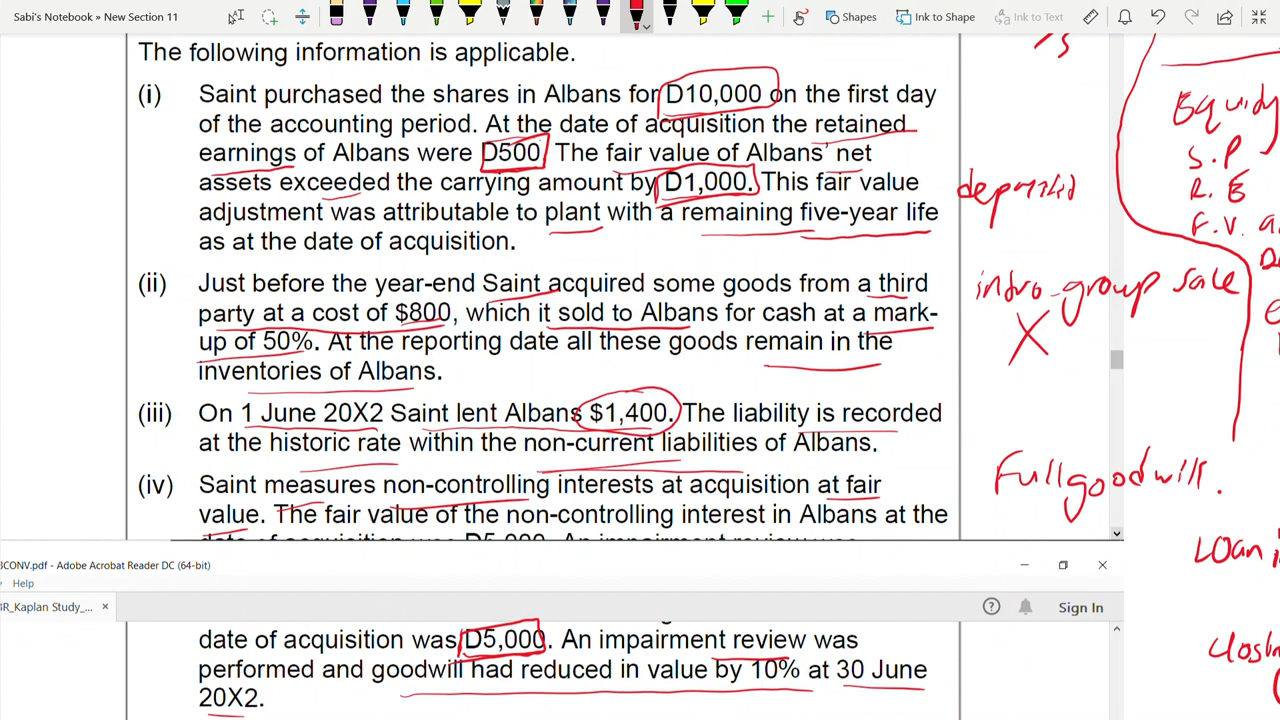 Sabi's Notebook » New Section 11
Shapes
Ink to Shape
Ink to Text
The following information is applicable.
(i) Saint purchased the shares in Albans for D10,000 on the first day
of the accounting period. At the date of acquisition the retained
earnings of Albans were D500. The fair value of Albans' net
assets exceeded the carrying amount by D1,000. This fair value
adjustment was attributable to plant with a remaining five-year life
as at the date of acquisition.
(ii) Just before the year-end Saint acquired some goods from a third
party at a cost of $800, which it sold to Albans for cash at a mark-
up of 50%. At the reporting date all these goods remain in the
inventories of Albans.
(iii) On 1 June 20X2 Saint lent Albans $1,400. The liability is recorded
at the historic rate within the non-current liabilities of Albans.
(iv) Saint measures non-controlling interests at acquisition at fair
value. The fair value of the non-controlling interest in Albans at the
Equity
S.P
R.E
F.V. a
intra-group sale
X
Full goodwill.
Loan i
3CONV.pdf - Adobe Acrobat Reader DC (64-bit)
Help
BR_Kaplan Study_... ×
Sign In
date of acquisition was D5,000. An impairment review was
performed and goodwill had reduced in value by 10% at 30 June
20X2.